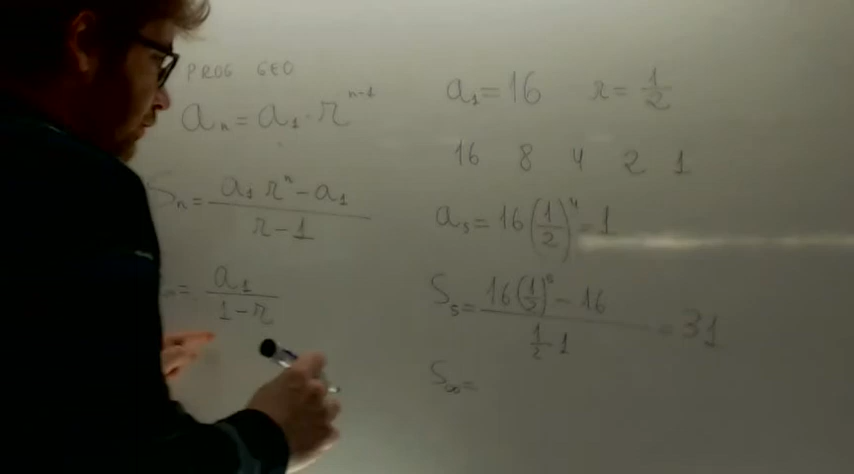 PROG GEO
aₙ = a₁ · r^(n-1)
Sₙ = (a₁ rⁿ - a₁) / (r - 1)
= a₁ / (1 - r)
a₁ = 16 r = 1/2
16 8 4 2 1
a₅ = 16 (1/2)⁴ = 1
S₅ = (16 (1/2)⁵ - 16) / (1/2 - 1) = 31
S∞ =